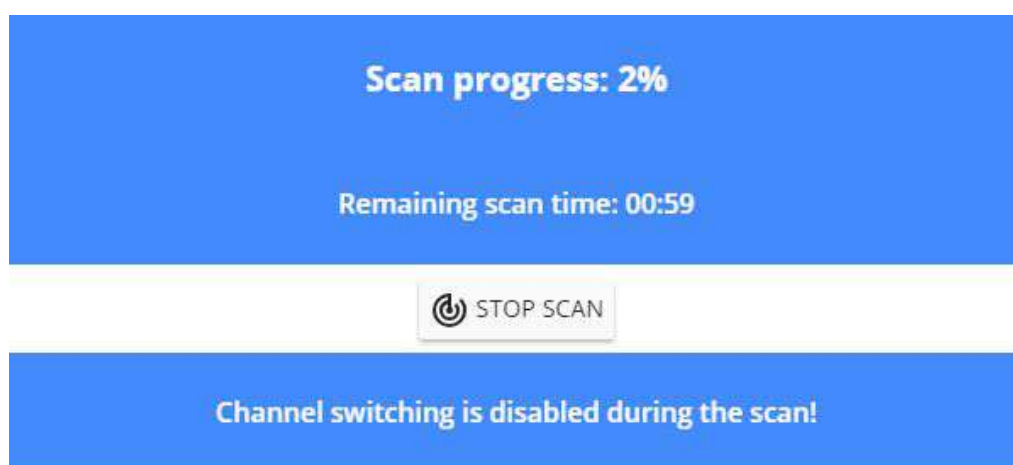 Scan progress: 2%
Remaining scan time: 00:59
STOP SCAN
Channel switching is disabled during the scan!